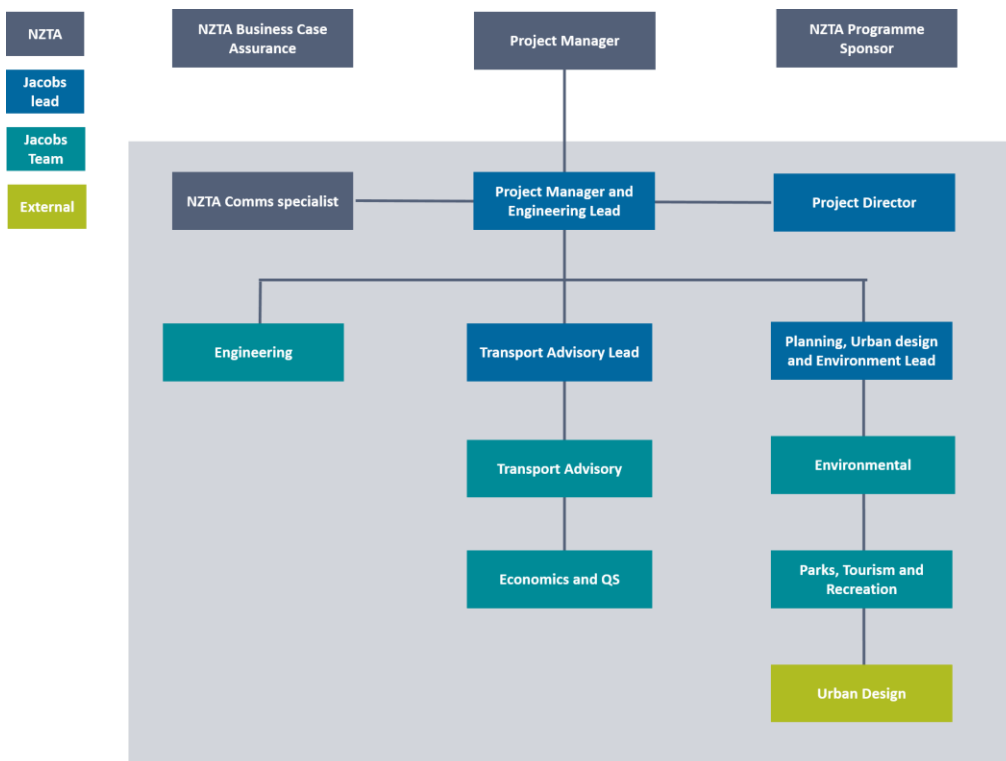 NZTA
Jacobs
lead
Jacobs
Team
External
NZTA Business Case
Assurance
Project Manager
NZTA Programme
Sponsor
NZTA Comms specialist
Project Manager and
Engineering Lead
Project Director
Engineering
Transport Advisory Lead
Planning, Urban design
and Environment Lead
Transport Advisory
Environmental
Economics and QS
Parks, Tourism and
Recreation
Urban Design